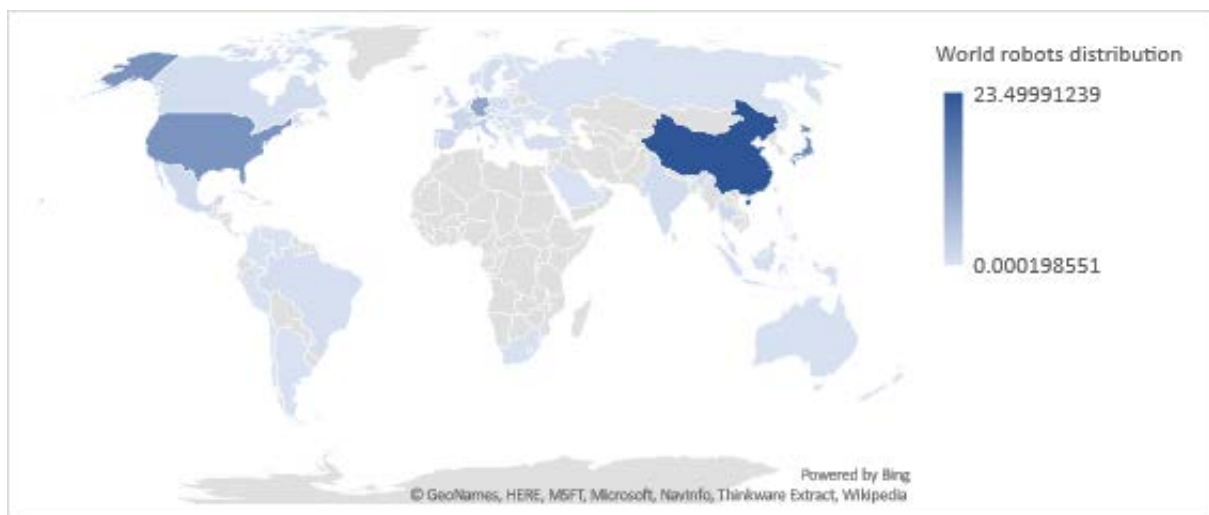 World robots distribution
23.49991239
0.000198551
Powered by Bing
© GeoNames, HERE, MSFT, Microsoft, NavInfo, Thinkware Extract, Wikipedia